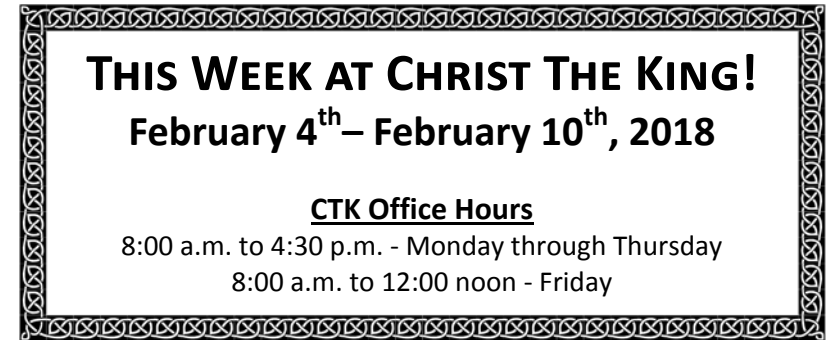 THIS WEEK AT CHRIST THE KING!
February 4th– February 10th, 2018
CTK Office Hours
8:00 a.m. to 4:30 p.m. - Monday through Thursday
8:00 a.m. to 12:00 noon - Friday